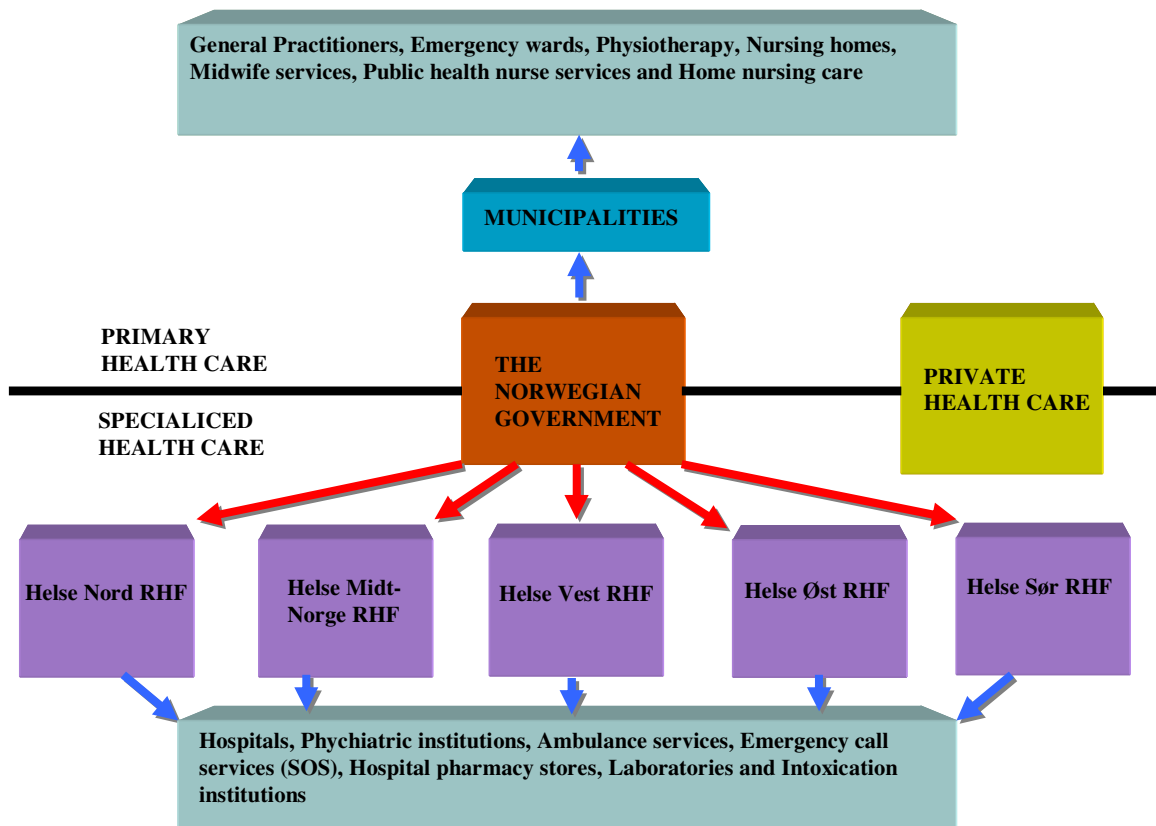 General Practitioners, Emergency wards, Physiotherapy, Nursing homes,
Midwife services, Public health nurse services and Home nursing care
MUNICIPALITIES
PRIMARY
HEALTH CARE
THE
NORWEGIAN
GOVERNMENT
PRIVATE
HEALTH CARE
SPECIALICED
HEALTH CARE
Helse Nord RHF
Helse Midt-
Norge RHF
Helse Vest RHF
Helse Øst RHF
Helse Sør RHF
Hospitals, Phychiatric institutions, Ambulance services, Emergency call
services (SOS), Hospital pharmacy stores, Laboratories and Intoxication
institutions